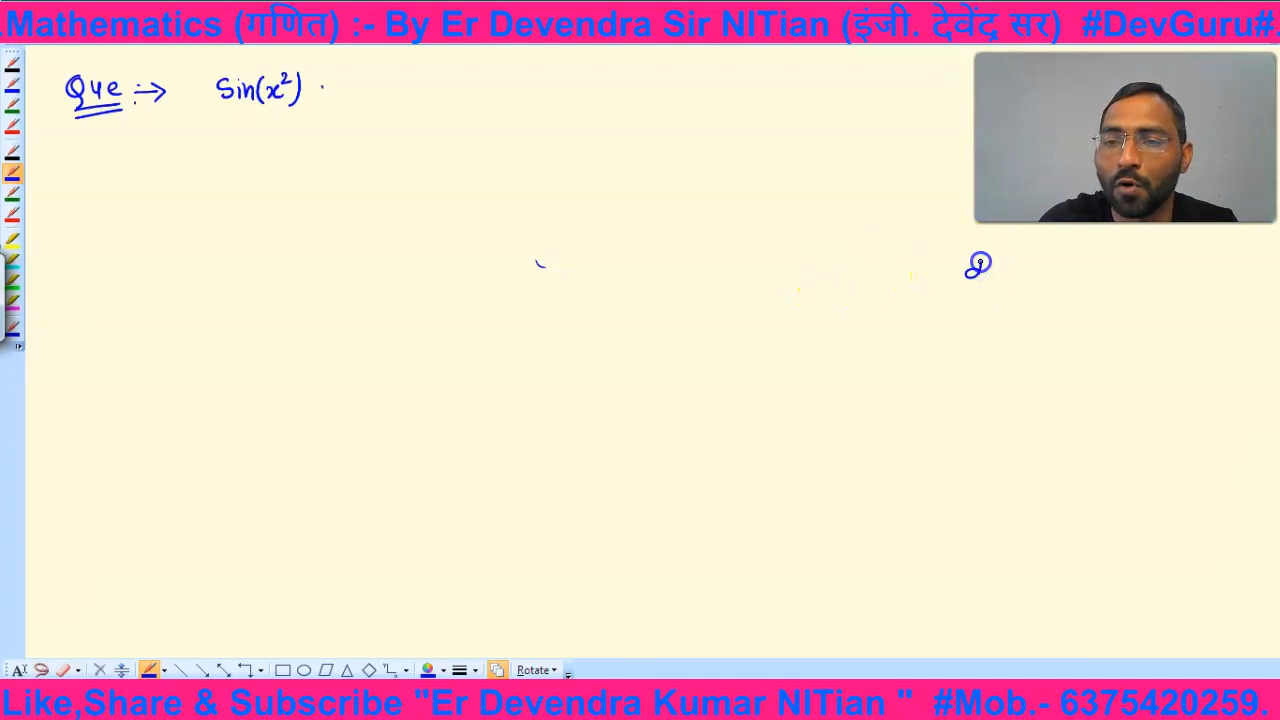 .Mathematics (गणित) :- By Er Devendra Sir NITian (इंजी. देवेंद्र सर) #DevGuru#.
Que :→ Sin(x²)
Rotate
Like,Share & Subscribe "Er Devendra Kumar NITian " #Mob.- 6375420259.